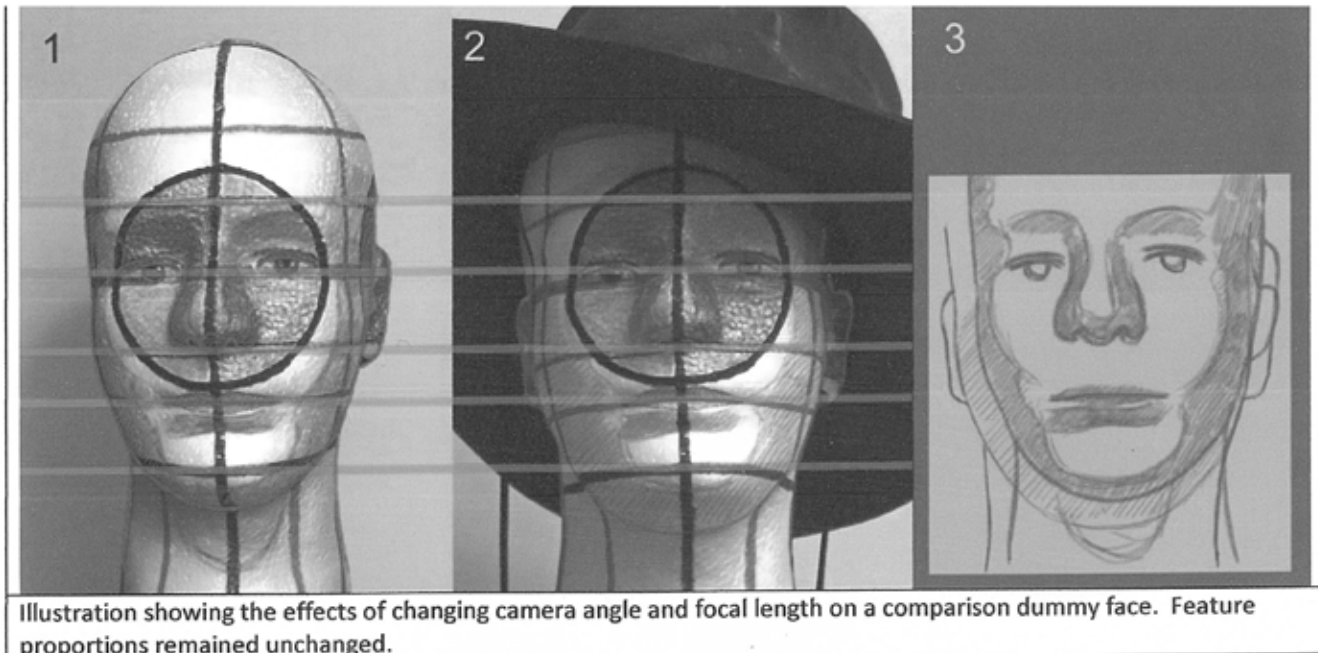 1
2
3
Illustration showing the effects of changing camera angle and focal length on a comparison dummy face. Feature
proportions remained unchanged.